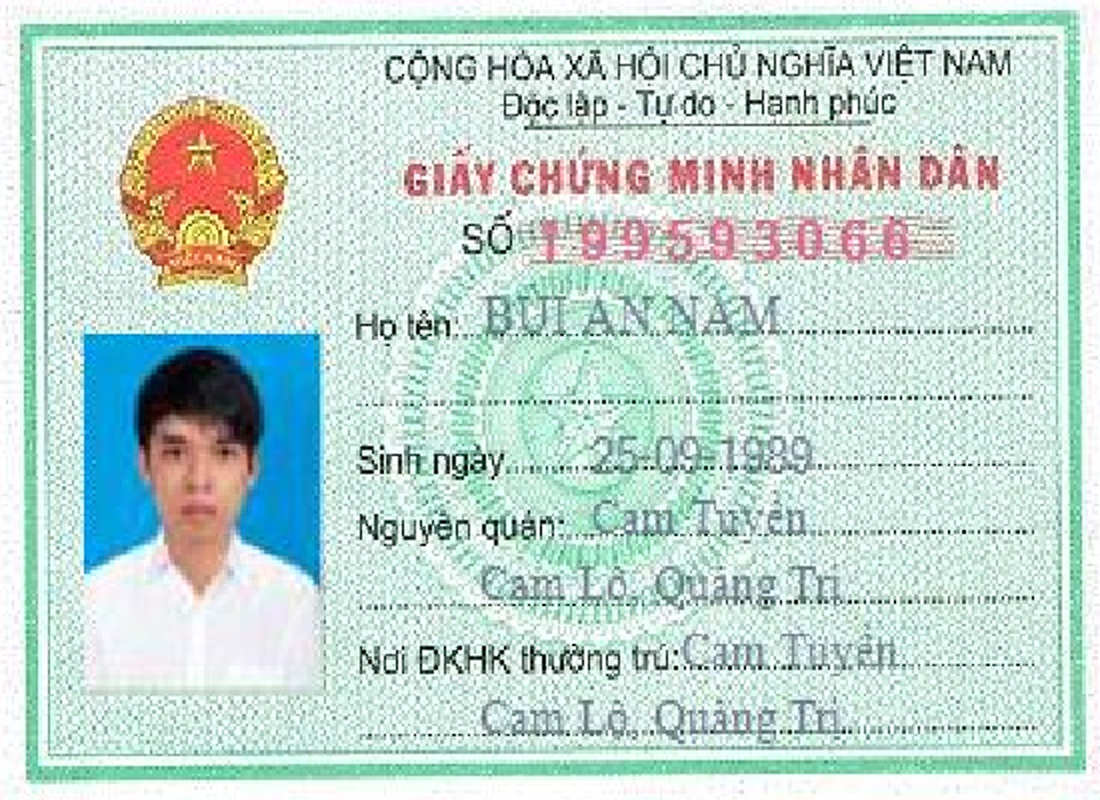 CỘNG HÒA XÃ HỘI CHỦ NGHĨA VIỆT NAM
Độc lập - Tự do - Hạnh phúc
GIẤY CHỨNG MINH NHÂN DÂN
SỐ 199593066
Họ tên: BÙI AN NAM
Sinh ngày 25-09-1989
Nguyên quán: Cam Tuyền
Cam Lộ, Quảng Trị
Nơi ĐKHK thường trú: Cam Tuyền
Cam Lộ, Quảng Trị